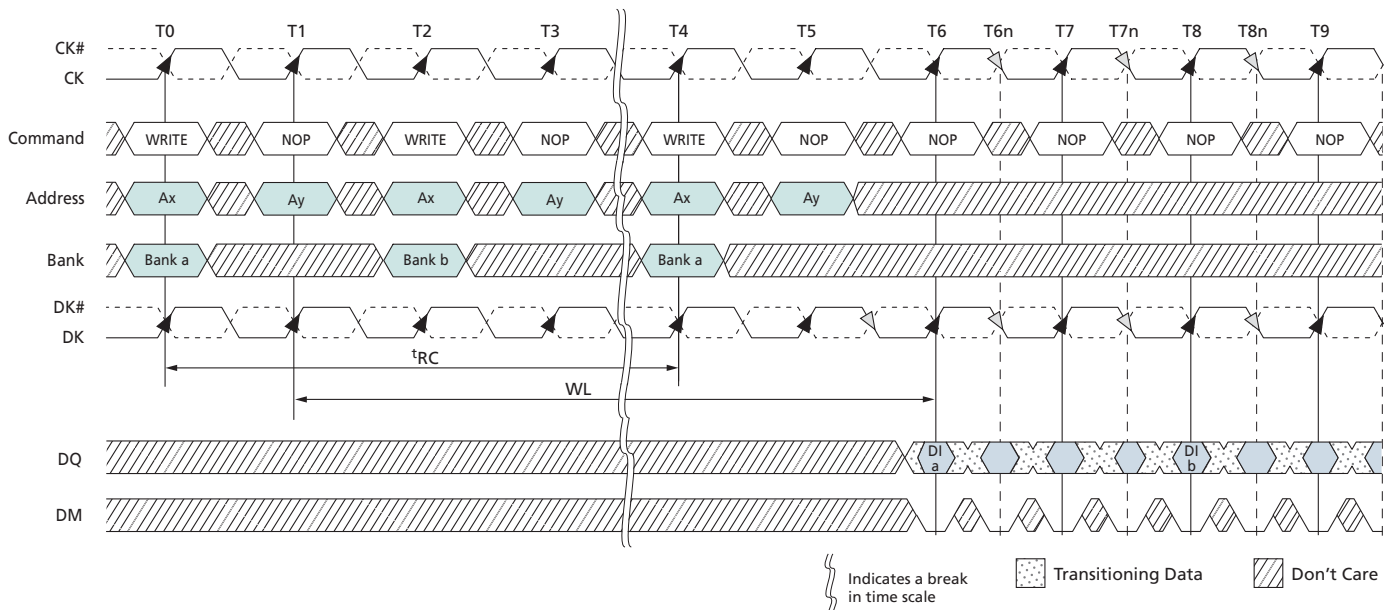 T0 T1 T2 T3 T4 T5 T6 T6n T7 T7n T8 T8n T9
CK#
CK
Command WRITE NOP WRITE NOP WRITE NOP NOP NOP NOP NOP
Address Ax Ay Ax Ay Ax Ay
Bank Bank a Bank b Bank a
DK#
DK
tRC
WL
DQ DI a DI b
DM
Indicates a break
in time scale
Transitioning Data
Don't Care